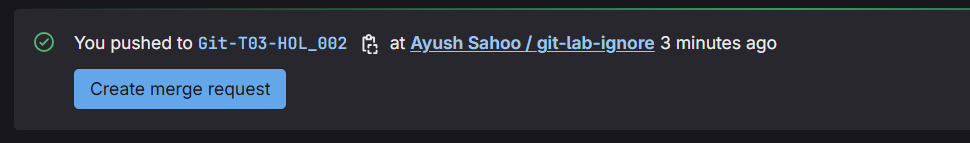 You pushed to Git-T03-HOL_002 at Ayush Sahoo / git-lab-ignore 3 minutes ago
Create merge request